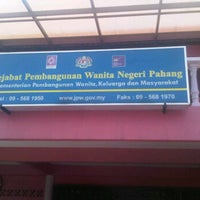 ejabat Pembangunan Wanita Negeri Pahang
ementerian Pembangunan Wanita, Keluarga dan Masyarakat
Tel : 09 - 568 1950 www.jpw.gov.my Faks : 09 - 568 1970